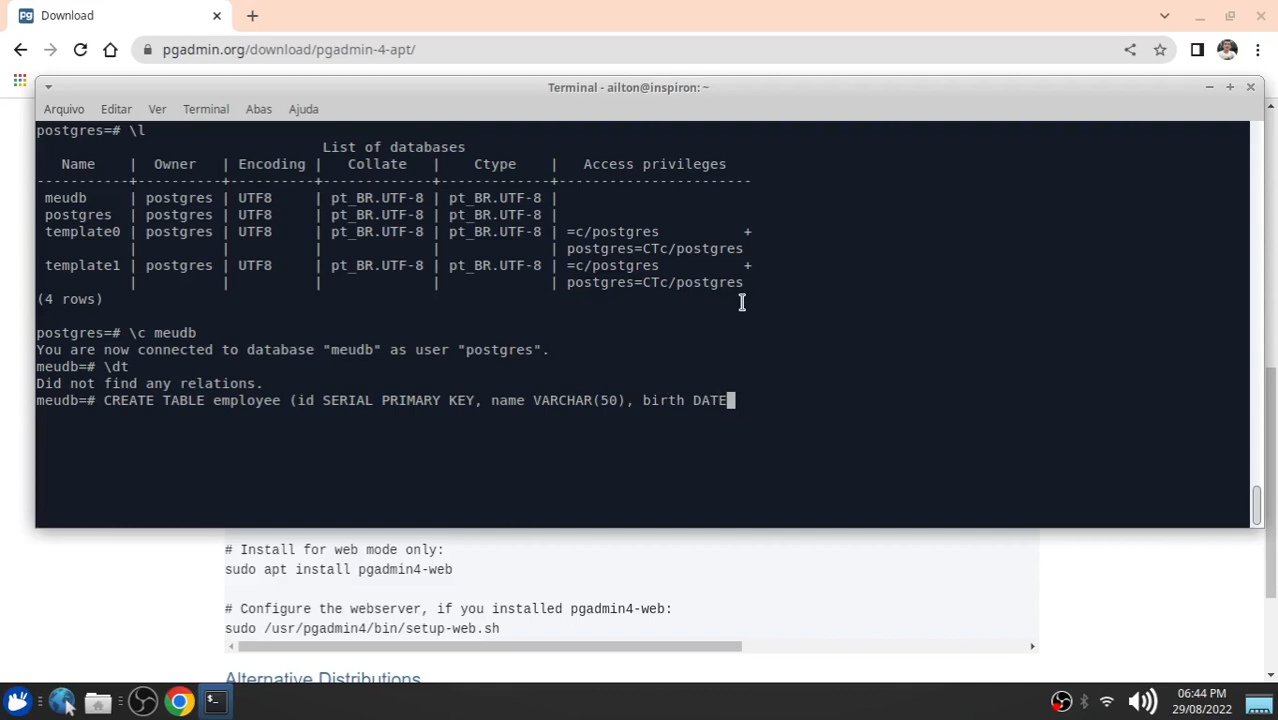 Download
pgadmin.org/download/pgadmin-4-apt/
Terminal - ailton@inspiron: ~
Arquivo Editar Ver Terminal Abas Ajuda
postgres=# \l
List of databases
Name | Owner | Encoding | Collate | Ctype | Access privileges
-----------+----------+----------+-------------+-------------+-----------------------
meudb | postgres | UTF8 | pt_BR.UTF-8 | pt_BR.UTF-8 |
postgres | postgres | UTF8 | pt_BR.UTF-8 | pt_BR.UTF-8 |
template0 | postgres | UTF8 | pt_BR.UTF-8 | pt_BR.UTF-8 | =c/postgres +
| | | | | postgres=CTc/postgres
template1 | postgres | UTF8 | pt_BR.UTF-8 | pt_BR.UTF-8 | =c/postgres +
| | | | | postgres=CTc/postgres
(4 rows)
postgres=# \c meudb
You are now connected to database "meudb" as user "postgres".
meudb=# \dt
Did not find any relations.
meudb=# CREATE TABLE employee (id SERIAL PRIMARY KEY, name VARCHAR(50), birth DATE
# Install for web mode only:
sudo apt install pgadmin4-web
# Configure the webserver, if you installed pgadmin4-web:
sudo /usr/pgadmin4/bin/setup-web.sh
Alternative Distributions
06:44 PM
29/08/2022